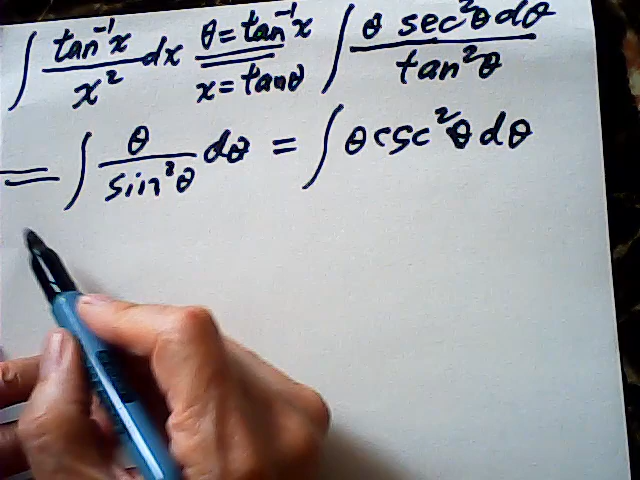 ∫ tan⁻¹x / x² dx θ = tan⁻¹x x = tanθ ∫ θ sec²θ dθ / tan²θ
= ∫ θ / sin²θ dθ = ∫ θ csc²θ dθ